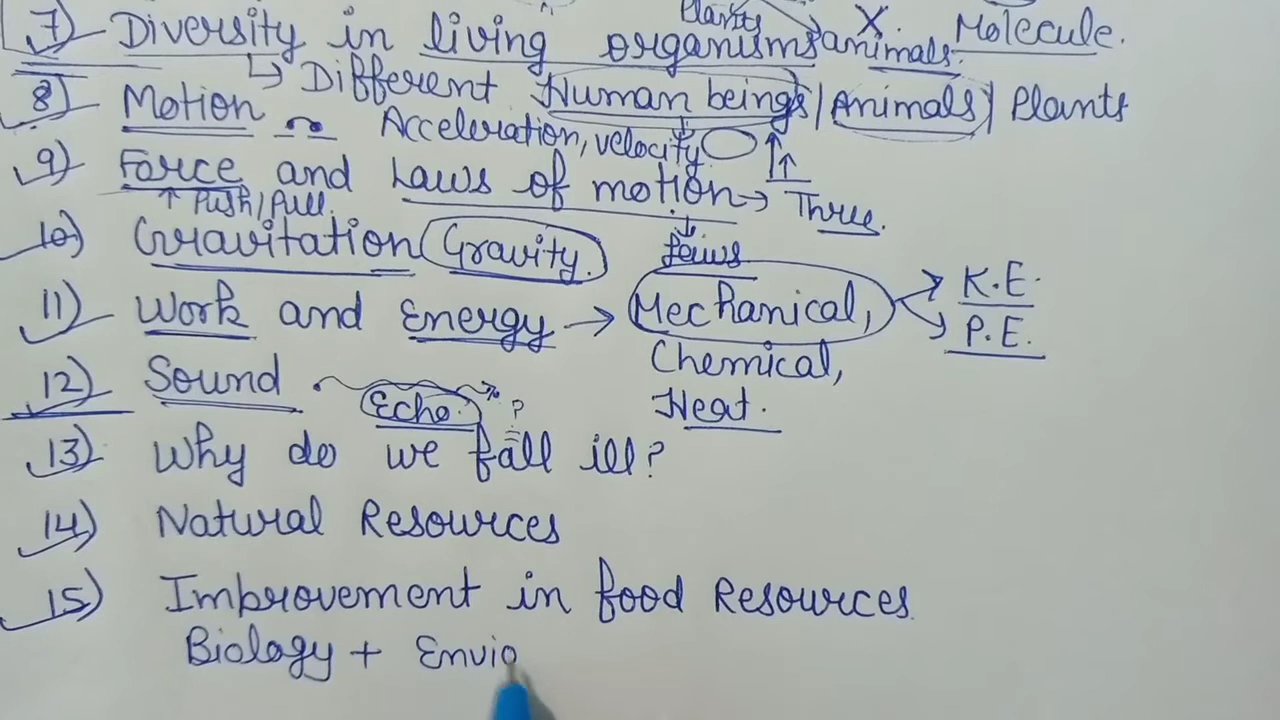 Plants X. Molecule.
7) Diversity in living organisms animals.
↳ Different Human beings/Animals/Plants
8) Motion Acceleration, velocity
9) Force and Laws of motion → Three.
↑ Push/Pull.
10) Gravitation (Gravity.)
11) Work and Energy → Mechanical, K.E.
P.E.
Chemical,
Heat.
12) Sound Echo. ?
13) Why do we fall ill?
14) Natural Resources
15) Improvement in food Resources.
Biology + Envio